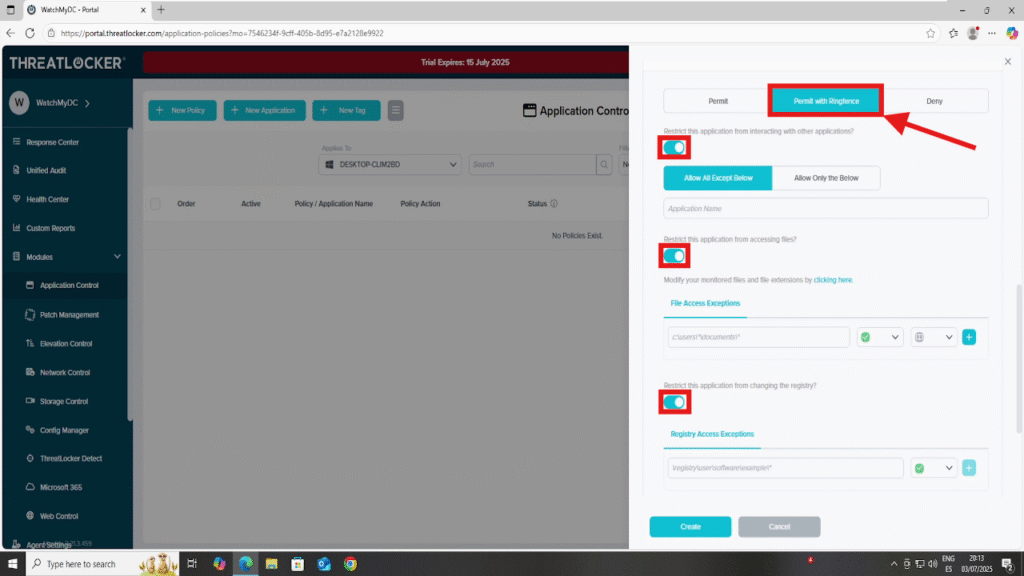 WatchMyDC - Portal
https://portal.threatlocker.com/application-policies?mo=7546234f-9cff-405b-8d95-e7a2128e9922
THREATLOCKER
Trial Expires: 15 July 2025
W
WatchMyDC
Response Center
Unified Audit
Health Center
Custom Reports
Modules
Application Control
Patch Management
Elevation Control
Network Control
Storage Control
Config Manager
ThreatLocker Detect
Microsoft 365
Web Control
Agent Settings
+ New Policy
+ New Application
+ New Tag
Application Contro
Applies To
DESKTOP-CLIM2BD
Search
Order
Active
Policy / Application Name
Policy Action
Status
No Policies Exist.
Permit
Permit with Ringfence
Deny
Restrict this application from interacting with other applications?
Allow All Except Below
Allow Only the Below
Application Name
Restrict this application from accessing files?
Modify your monitored files and file extensions by clicking here.
File Access Exceptions
c:\users\*\documents\*
Restrict this application from changing the registry?
Registry Access Exceptions
\registry\user\software\example\*
Create
Cancel
Type here to search
ENG
ES
20:13
03/07/2025